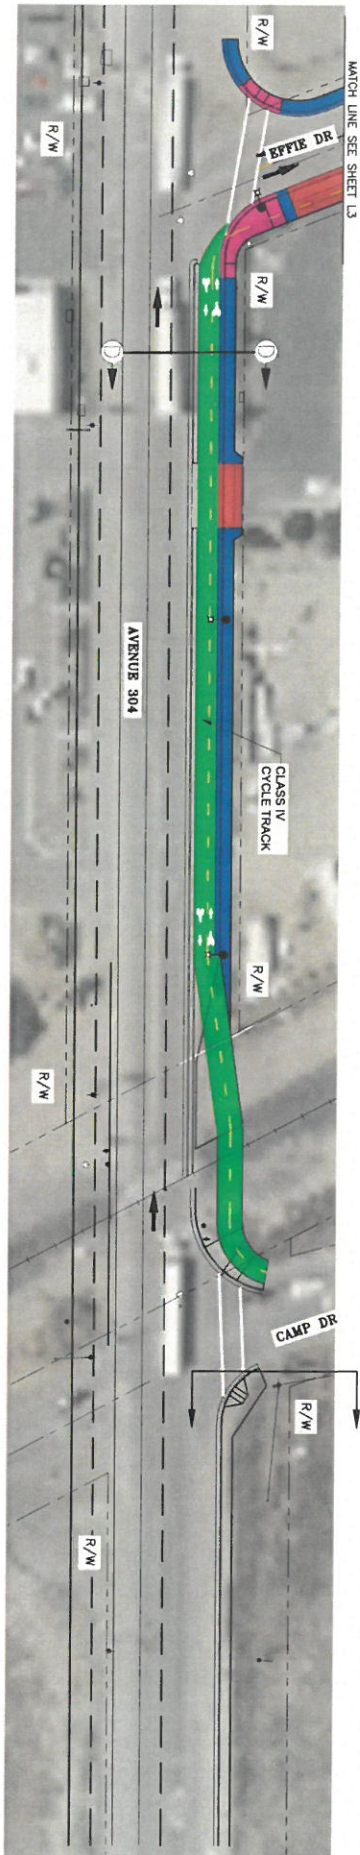 MATCH LINE SEE SHEET L3
R/W
R/W
EFFIE DR
R/W
D
D
AVENUE 304
CLASS IV
CYCLE TRACK
R/W
R/W
CAMP DR
R/W
R/W